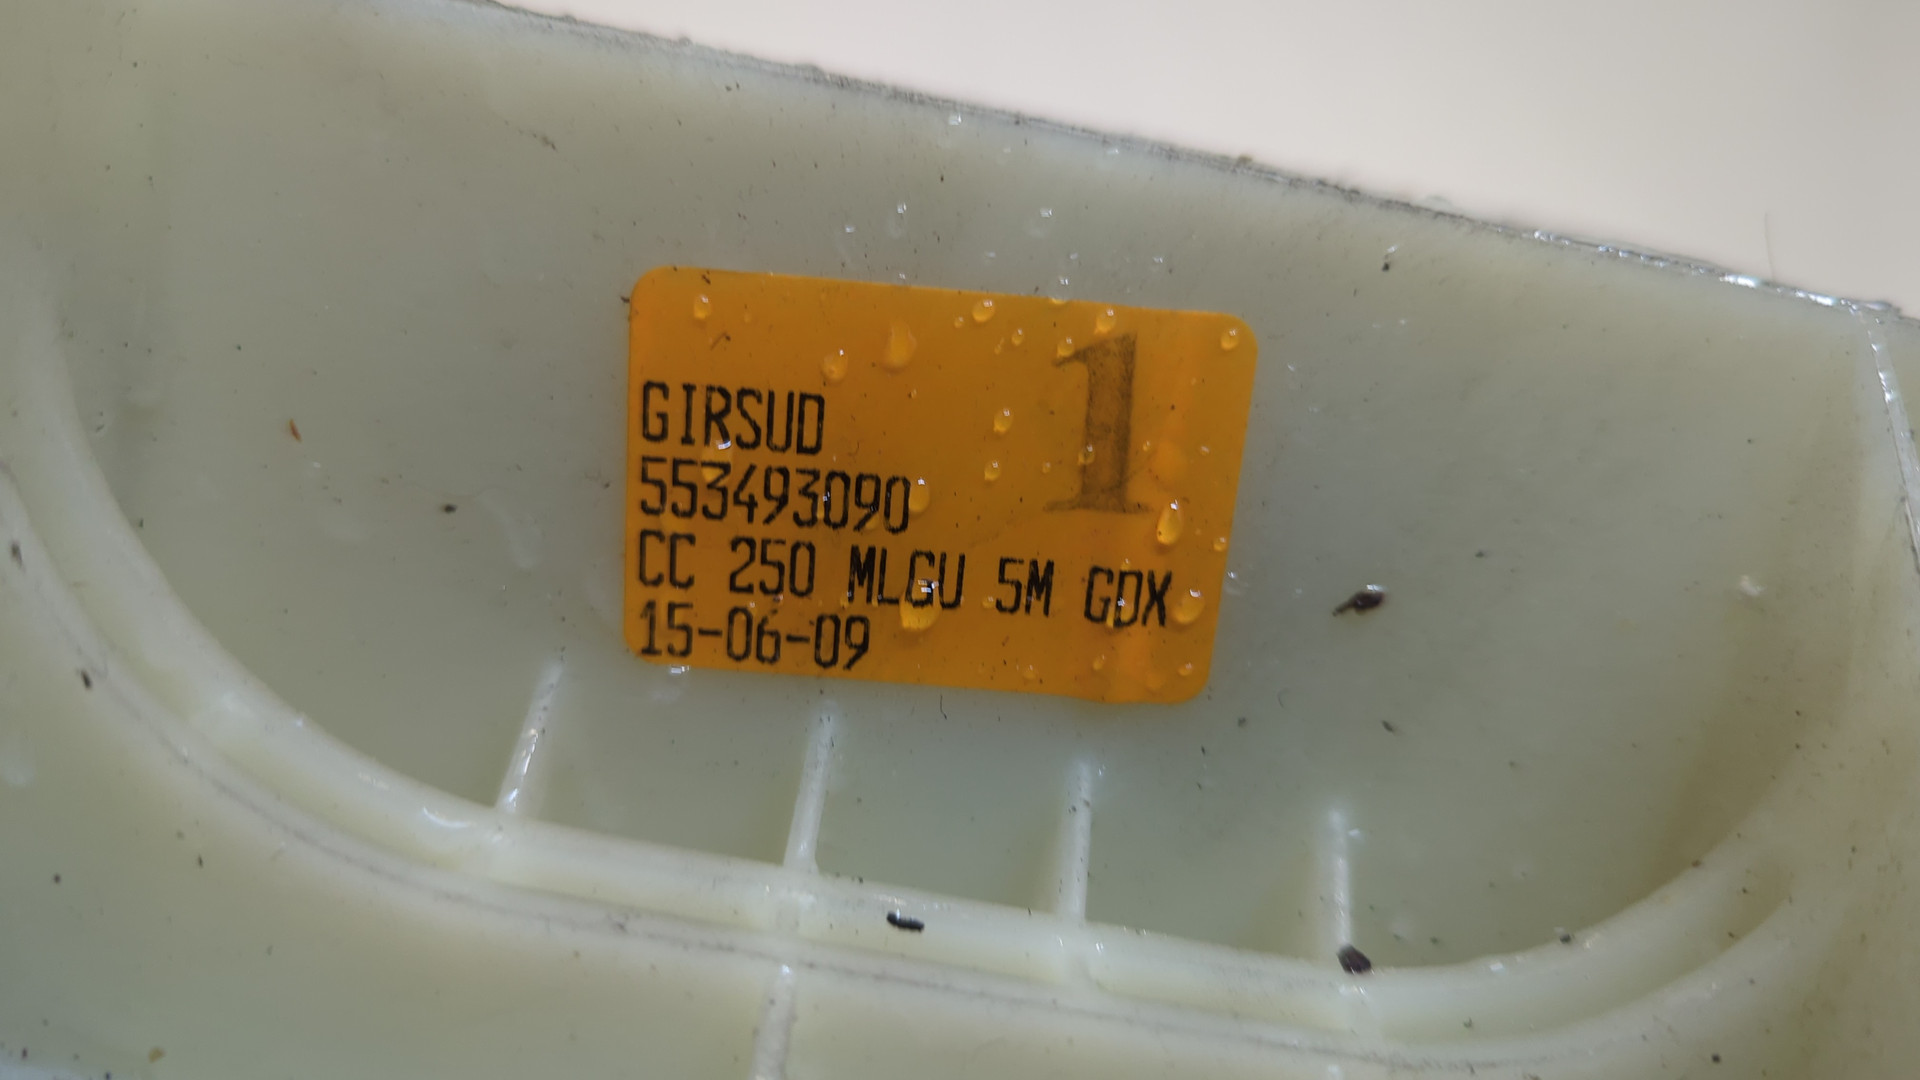 1
GIRSUD
553493090
CC 250 MLGU 5M GDX
15-06-09